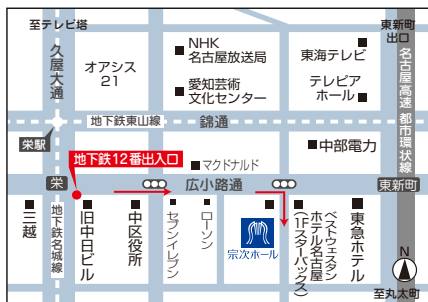 至テレビ塔
東新町
出口
久屋大通
オアシス
21
NHK
名古屋放送局
愛知芸術
文化センター
東海テレビ
テレピア
ホール
名古屋高速 都市環状線
地下鉄東山線
錦通
栄駅
中部電力
地下鉄12番出入口
マクドナルド
栄
広小路通
東新町
三越
地下鉄名城線
旧中日ビル
中区役所
セブンイレブン
ローソン
宗次ホール
ベストウェスタン
ホテル名古屋
(1Fスターバックス)
東急ホテル
N
至丸太町